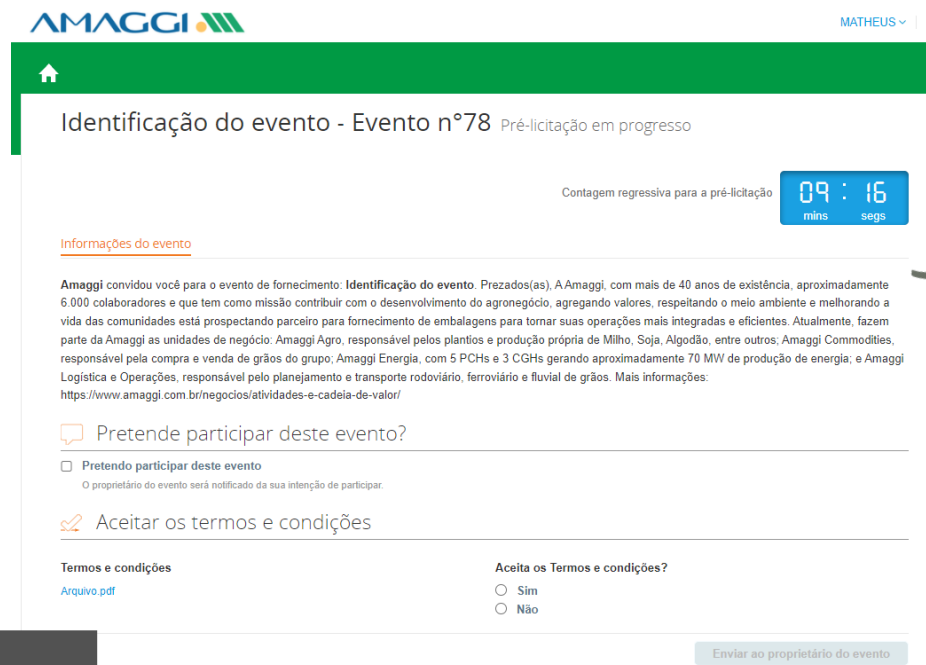 AMAGGI
MATHEUS
Identificação do evento - Evento n°78 Pré-licitação em progresso
Contagem regressiva para a pré-licitação
09 : 16
mins segs
Informações do evento
Amaggi convidou você para o evento de fornecimento: Identificação do evento. Prezados(as), A Amaggi, com mais de 40 anos de existência, aproximadamente
6.000 colaboradores e que tem como missão contribuir com o desenvolvimento do agronegócio, agregando valores, respeitando o meio ambiente e melhorando a
vida das comunidades está prospectando parceiro para fornecimento de embalagens para tornar suas operações mais integradas e eficientes. Atualmente, fazem
parte da Amaggi as unidades de negócio: Amaggi Agro, responsável pelos plantios e produção própria de Milho, Soja, Algodão, entre outros; Amaggi Commodities,
responsável pela compra e venda de grãos do grupo; Amaggi Energia, com 5 PCHs e 3 CGHs gerando aproximadamente 70 MW de produção de energia; e Amaggi
Logística e Operações, responsável pelo planejamento e transporte rodoviário, ferroviário e fluvial de grãos. Mais informações:
https://www.amaggi.com.br/negocios/atividades-e-cadeia-de-valor/
Pretende participar deste evento?
Pretendo participar deste evento
O proprietário do evento será notificado da sua intenção de participar.
Aceitar os termos e condições
Termos e condições
Arquivo.pdf
Aceita os Termos e condições?
Sim
Não
Enviar ao proprietário do evento